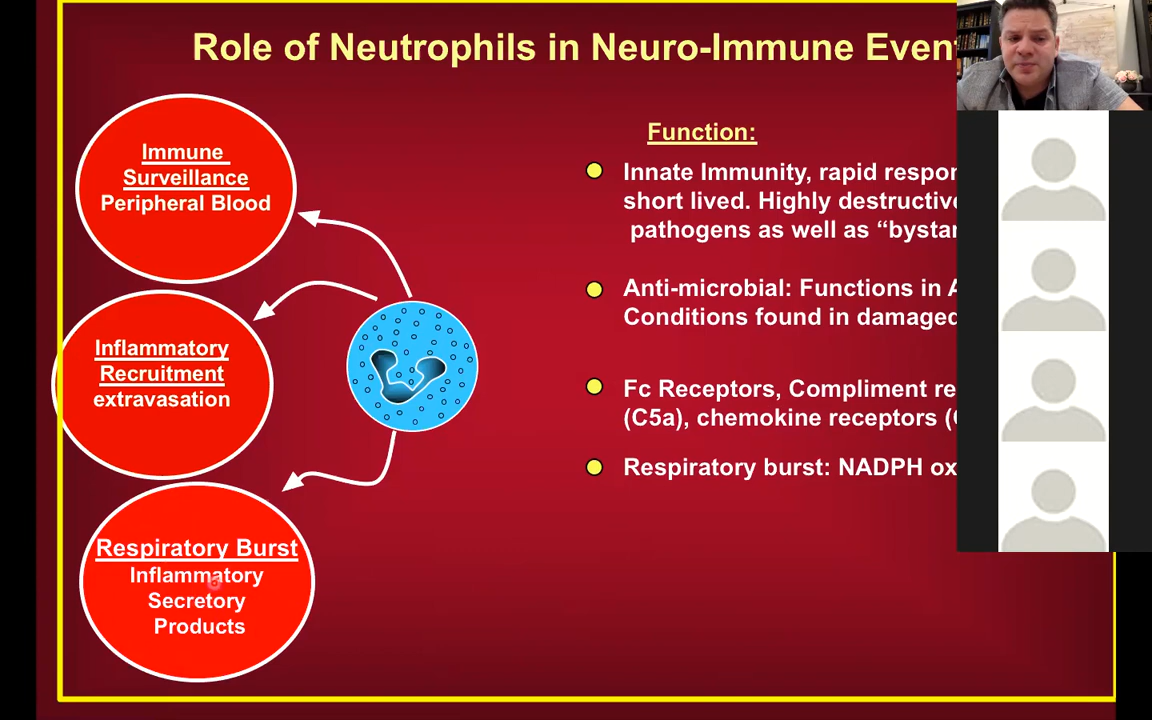 Role of Neutrophils in Neuro-Immune Event
Immune
Surveillance
Peripheral Blood
Inflammatory
Recruitment
extravasation
Respiratory Burst
Inflammatory
Secretory
Products
Function:
Innate Immunity, rapid respon
short lived. Highly destructive
pathogens as well as “bystan
Anti-microbial: Functions in A
Conditions found in damaged
Fc Receptors, Compliment re
(C5a), chemokine receptors (
Respiratory burst: NADPH ox